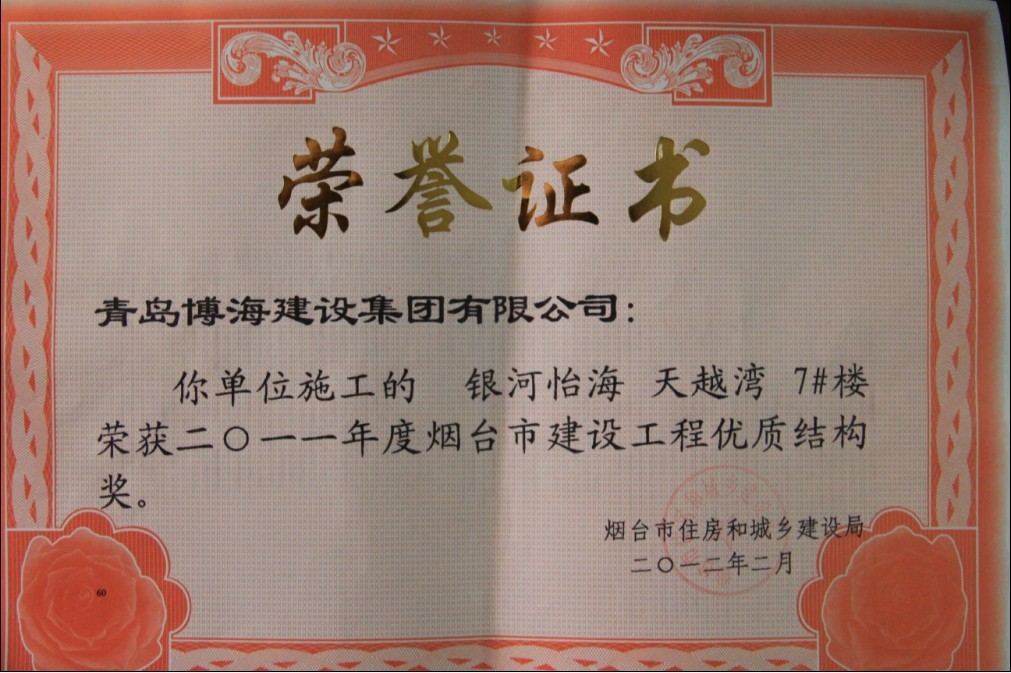 荣誉证书
青岛博海建设集团有限公司：
你单位施工的 银河怡海 天越湾 7#楼
荣获二〇一一年度烟台市建设工程优质结构
奖。
烟台市住房和城乡建设局
二〇一二年二月
60